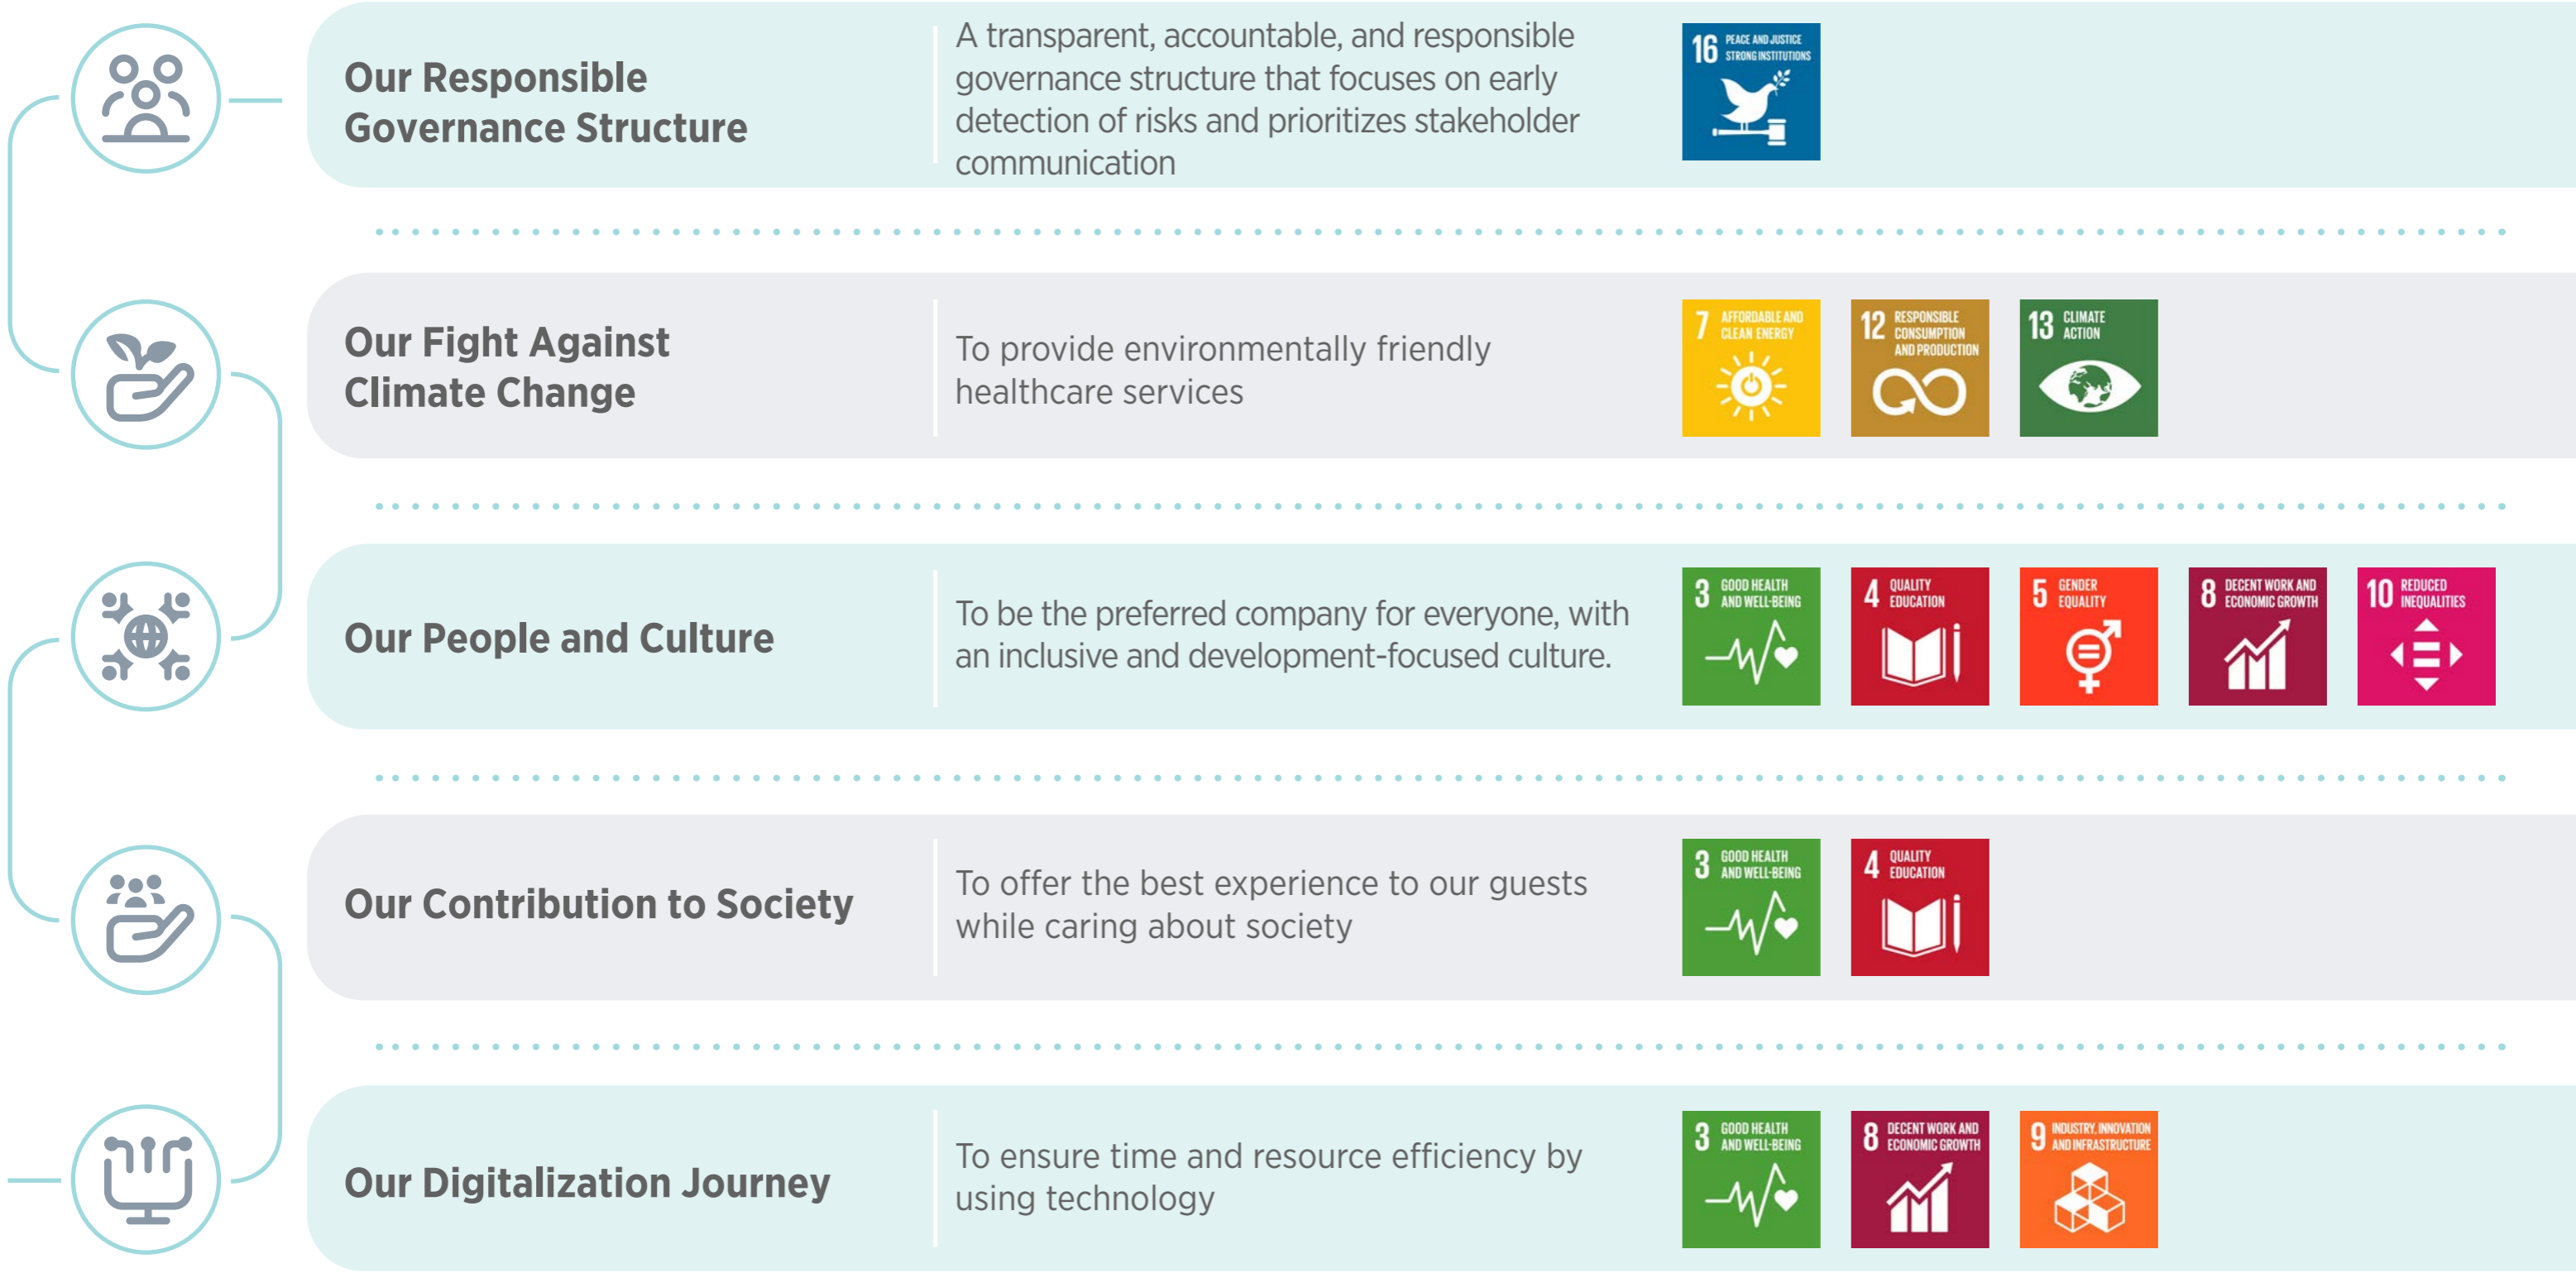 Our Responsible
Governance Structure
A transparent, accountable, and responsible
governance structure that focuses on early
detection of risks and prioritizes stakeholder
communication
16 PEACE AND JUSTICE
STRONG INSTITUTIONS
Our Fight Against
Climate Change
To provide environmentally friendly
healthcare services
7 AFFORDABLE AND
CLEAN ENERGY
12 RESPONSIBLE
CONSUMPTION
AND PRODUCTION
13 CLIMATE
ACTION
Our People and Culture
To be the preferred company for everyone, with
an inclusive and development-focused culture.
3 GOOD HEALTH
AND WELL-BEING
4 QUALITY
EDUCATION
5 GENDER
EQUALITY
8 DECENT WORK AND
ECONOMIC GROWTH
10 REDUCED
INEQUALITIES
Our Contribution to Society
To offer the best experience to our guests
while caring about society
3 GOOD HEALTH
AND WELL-BEING
4 QUALITY
EDUCATION
Our Digitalization Journey
To ensure time and resource efficiency by
using technology
3 GOOD HEALTH
AND WELL-BEING
8 DECENT WORK AND
ECONOMIC GROWTH
9 INDUSTRY, INNOVATION
AND INFRASTRUCTURE